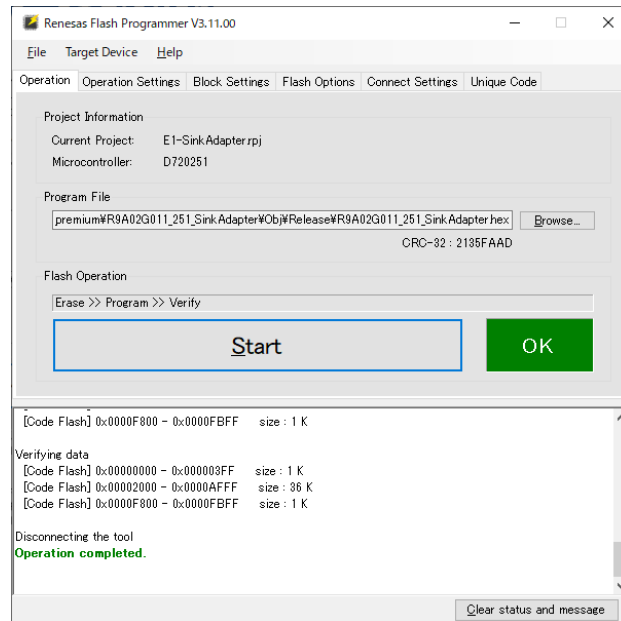 Renesas Flash Programmer V3.11.00
File Target Device Help
Operation Operation Settings Block Settings Flash Options Connect Settings Unique Code
Project Information
Current Project: E1-SinkAdapter.rpj
Microcontroller: D720251
Program File
premium¥R9A02G011_251_SinkAdapter¥Obj¥Release¥R9A02G011_251_SinkAdapter.hex Browse...
CRC-32 : 2135FAAD
Flash Operation
Erase >> Program >> Verify
Start OK
[Code Flash] 0x0000F800 - 0x0000FBFF size : 1 K
Verifying data
[Code Flash] 0x00000000 - 0x000003FF size : 1 K
[Code Flash] 0x00002000 - 0x0000AFFF size : 36 K
[Code Flash] 0x0000F800 - 0x0000FBFF size : 1 K
Disconnecting the tool
Operation completed.
Clear status and message